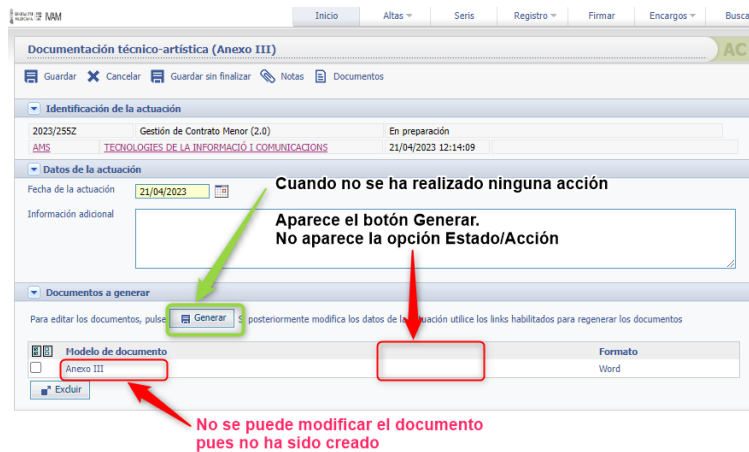 IVAM
Inicio Altas Seris Registro Firmar Encargos Busca
Documentación técnico-artística (Anexo III)
AC
Guardar Cancelar Guardar sin finalizar Notas Documentos
Identificación de la actuación
2023/255Z Gestión de Contrato Menor (2.0) En preparación
AMS TECNOLOGIES DE LA INFORMACIÓ I COMUNICACIONS 21/04/2023 12:14:09
Datos de la actuación
Fecha de la actuación 21/04/2023
Cuando no se ha realizado ninguna acción
Información adicional
Aparece el botón Generar.
No aparece la opción Estado/Acción
Documentos a generar
Para editar los documentos, pulse Generar posteriormente modifica los datos de la actuación utilice los links habilitados para regenerar los documentos
Modelo de documento Formato
Anexo III Word
Excluir
No se puede modificar el documento
pues no ha sido creado